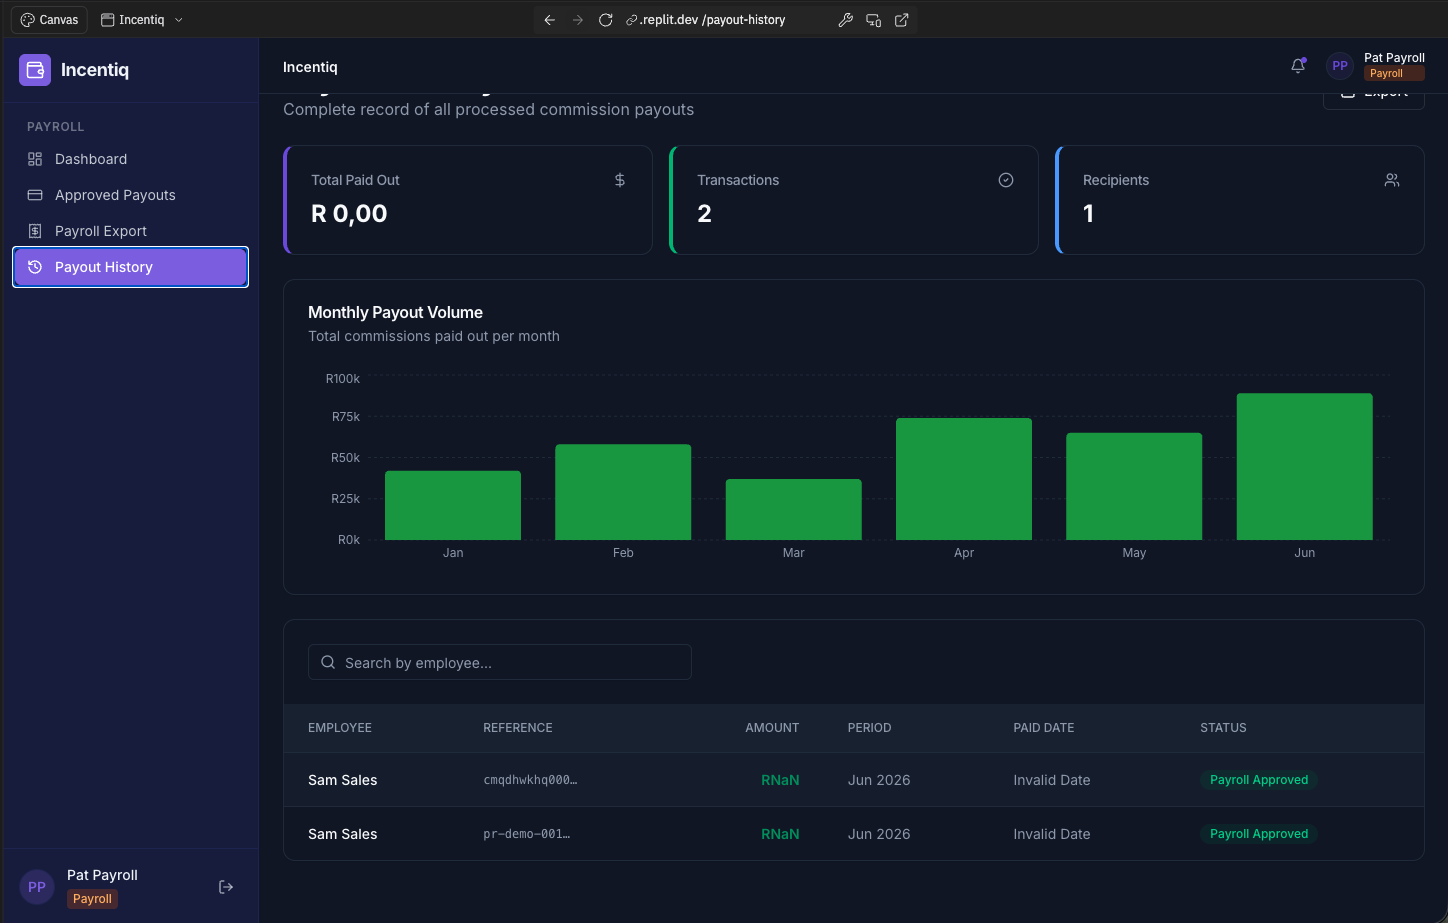 Canvas
Incentiq
.replit.dev /payout-history
Incentiq
Incentiq
PP
Pat Payroll
Payroll
PAYROLL
Dashboard
Approved Payouts
Payroll Export
Payout History
Complete record of all processed commission payouts
Export
Total Paid Out
$
R 0,00
Transactions
2
Recipients
1
Monthly Payout Volume
Total commissions paid out per month
R100k
R75k
R50k
R25k
R0k
Jan Feb Mar Apr May Jun
Search by employee...
EMPLOYEE REFERENCE AMOUNT PERIOD PAID DATE STATUS
Sam Sales cmqdhwkhq000… RNaN Jun 2026 Invalid Date Payroll Approved
Sam Sales pr-demo-001… RNaN Jun 2026 Invalid Date Payroll Approved
PP
Pat Payroll
Payroll